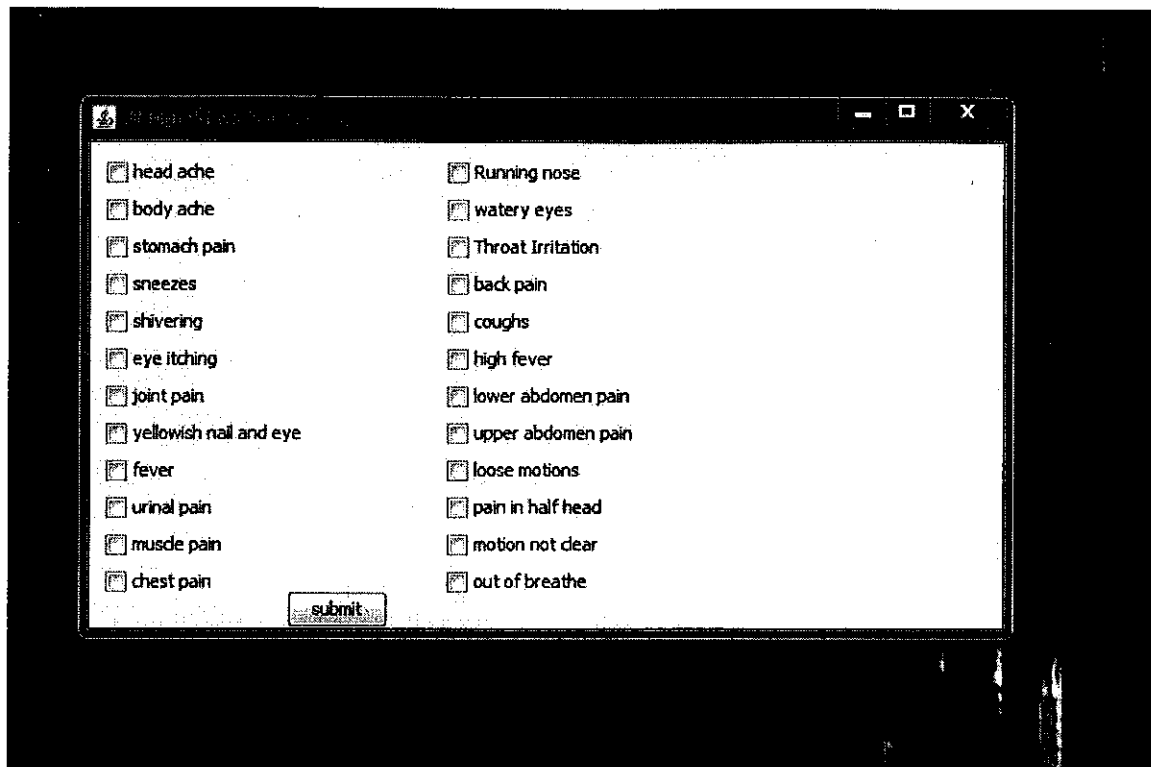 head ache
body ache
stomach pain
sneezes
shivering
eye itching
joint pain
yellowish nail and eye
fever
urinal pain
muscle pain
chest pain
Running nose
watery eyes
Throat Irritation
back pain
coughs
high fever
lower abdomen pain
upper abdomen pain
loose motions
pain in half head
motion not clear
out of breathe
submit